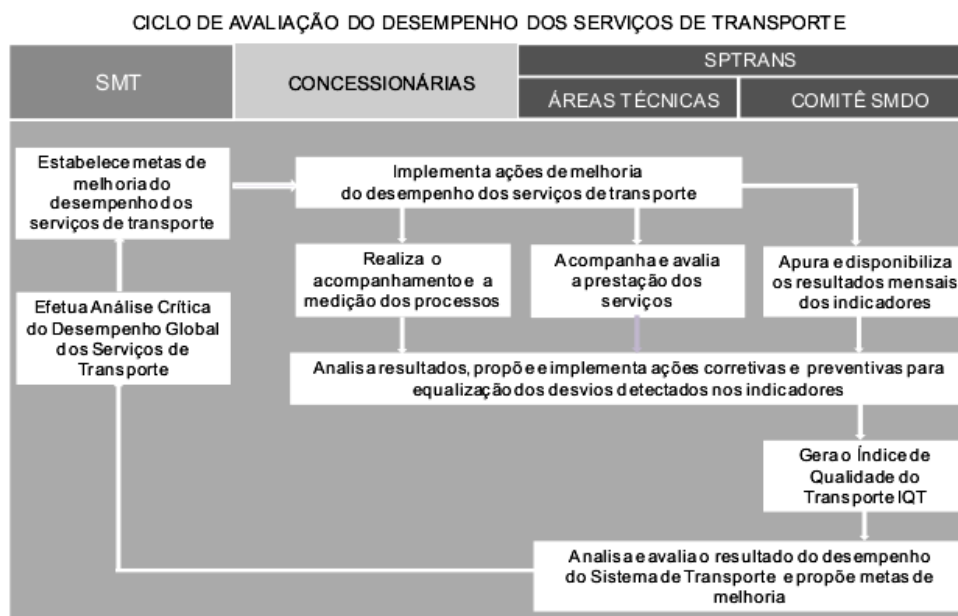 CICLO DE AVALIAÇÃO DO DESEMPENHO DOS SERVIÇOS DE TRANSPORTE
SMT
CONCESSIONÁRIAS
SPTRANS
ÁREAS TÉCNICAS
COMITÊ SMDO
Estabelece metas de
melhoria do
desempenho dos
serviços de transporte
Implementa ações de melhoria
do desempenho dos serviços de transporte
Realiza o
acompanhamento e a
medição dos processos
Acompanha e avalia
a prestação dos
serviços
Apura e disponibiliza
os resultados mensais
dos indicadores
Efetua Análise Crítica
do Desempenho Global
dos Serviços de
Transporte
Analisa resultados, propõe e implementa ações corretivas e preventivas para
equalização dos desvios detectados nos indicadores
Gera o Índice de
Qualidade do
Transporte IQT
Analisa e avalia o resultado do desempenho
do Sistema de Transporte e propõe metas de
melhoria